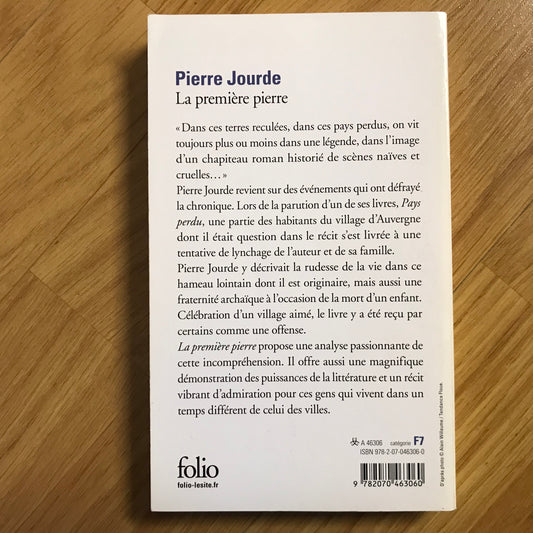 Pierre Jourde
La première pierre
« Dans ces terres reculées, dans ces pays perdus, on vit
toujours plus ou moins dans une légende, dans l'image
d'un chapiteau roman historié de scènes naïves et
cruelles… »
Pierre Jourde revient sur des événements qui ont défrayé
la chronique. Lors de la parution d'un de ses livres, Pays
perdu, une partie des habitants du village d'Auvergne
dont il était question dans le récit s'est livrée à une
tentative de lynchage de l'auteur et de sa famille.
Pierre Jourde y décrivait la rudesse de la vie dans ce
hameau lointain dont il est originaire, mais aussi une
fraternité archaïque à l'occasion de la mort d'un enfant.
Célébration d'un village aimé, le livre y a été reçu par
certains comme une offense.
La première pierre propose une analyse passionnante de
cette incompréhension. Il offre aussi une magnifique
démonstration des puissances de la littérature et un récit
vibrant d'admiration pour ces gens qui vivent dans un
temps différent de celui des villes.
folio
folio-lesite.fr
A 46306 catégorie F7
ISBN 978-2-07-046306-0
9 782070 463060
D'après photo © Alain Willaume / Tendance Floue.